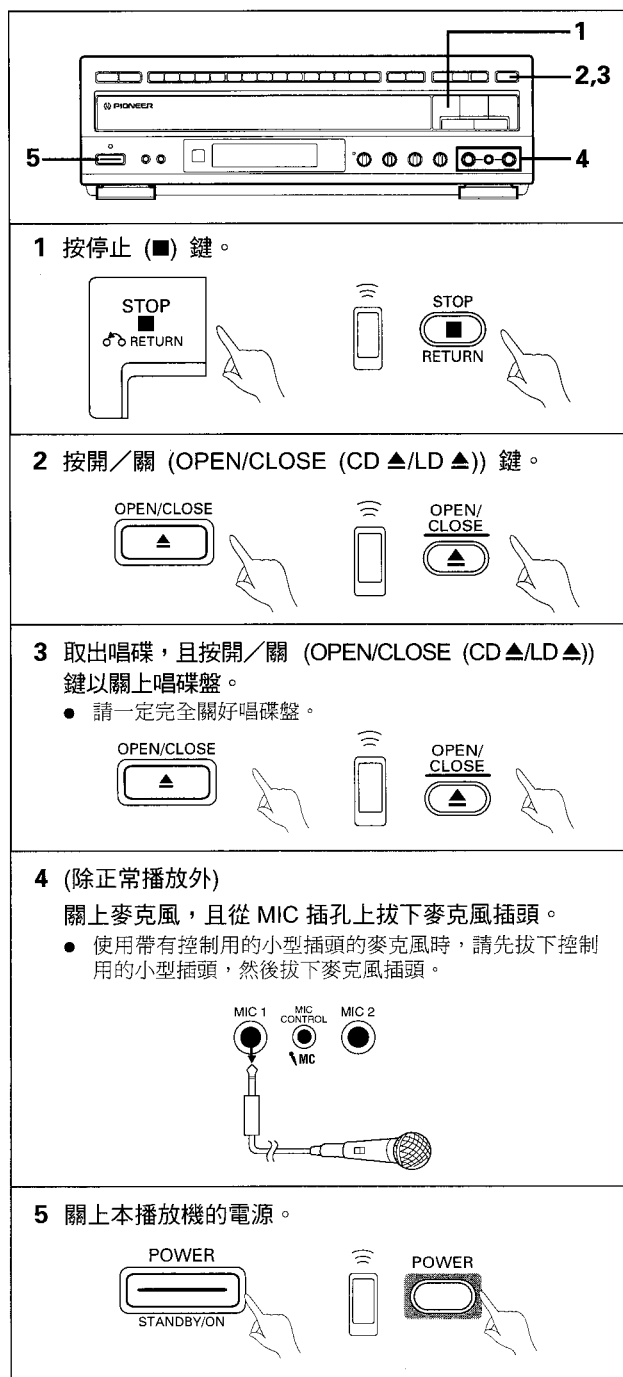 1
2,3
PIONEER
5
4
1 按停止 (■) 鍵。
STOP
■
RETURN
STOP
■
RETURN
2 按開／關 (OPEN/CLOSE (CD ▲/LD ▲)) 鍵。
OPEN/CLOSE
OPEN/
CLOSE
3 取出唱碟，且按開／關 (OPEN/CLOSE (CD ▲/LD ▲))
鍵以關上唱碟盤。
● 請一定完全關好唱碟盤。
OPEN/CLOSE
OPEN/
CLOSE
4 (除正常播放外)
關上麥克風，且從 MIC 插孔上拔下麥克風插頭。
● 使用帶有控制用的小型插頭的麥克風時，請先拔下控制
用的小型插頭，然後拔下麥克風插頭。
MIC 1
MIC
CONTROL
MIC 2
MC
5 關上本播放機的電源。
POWER
STANDBY/ON
POWER